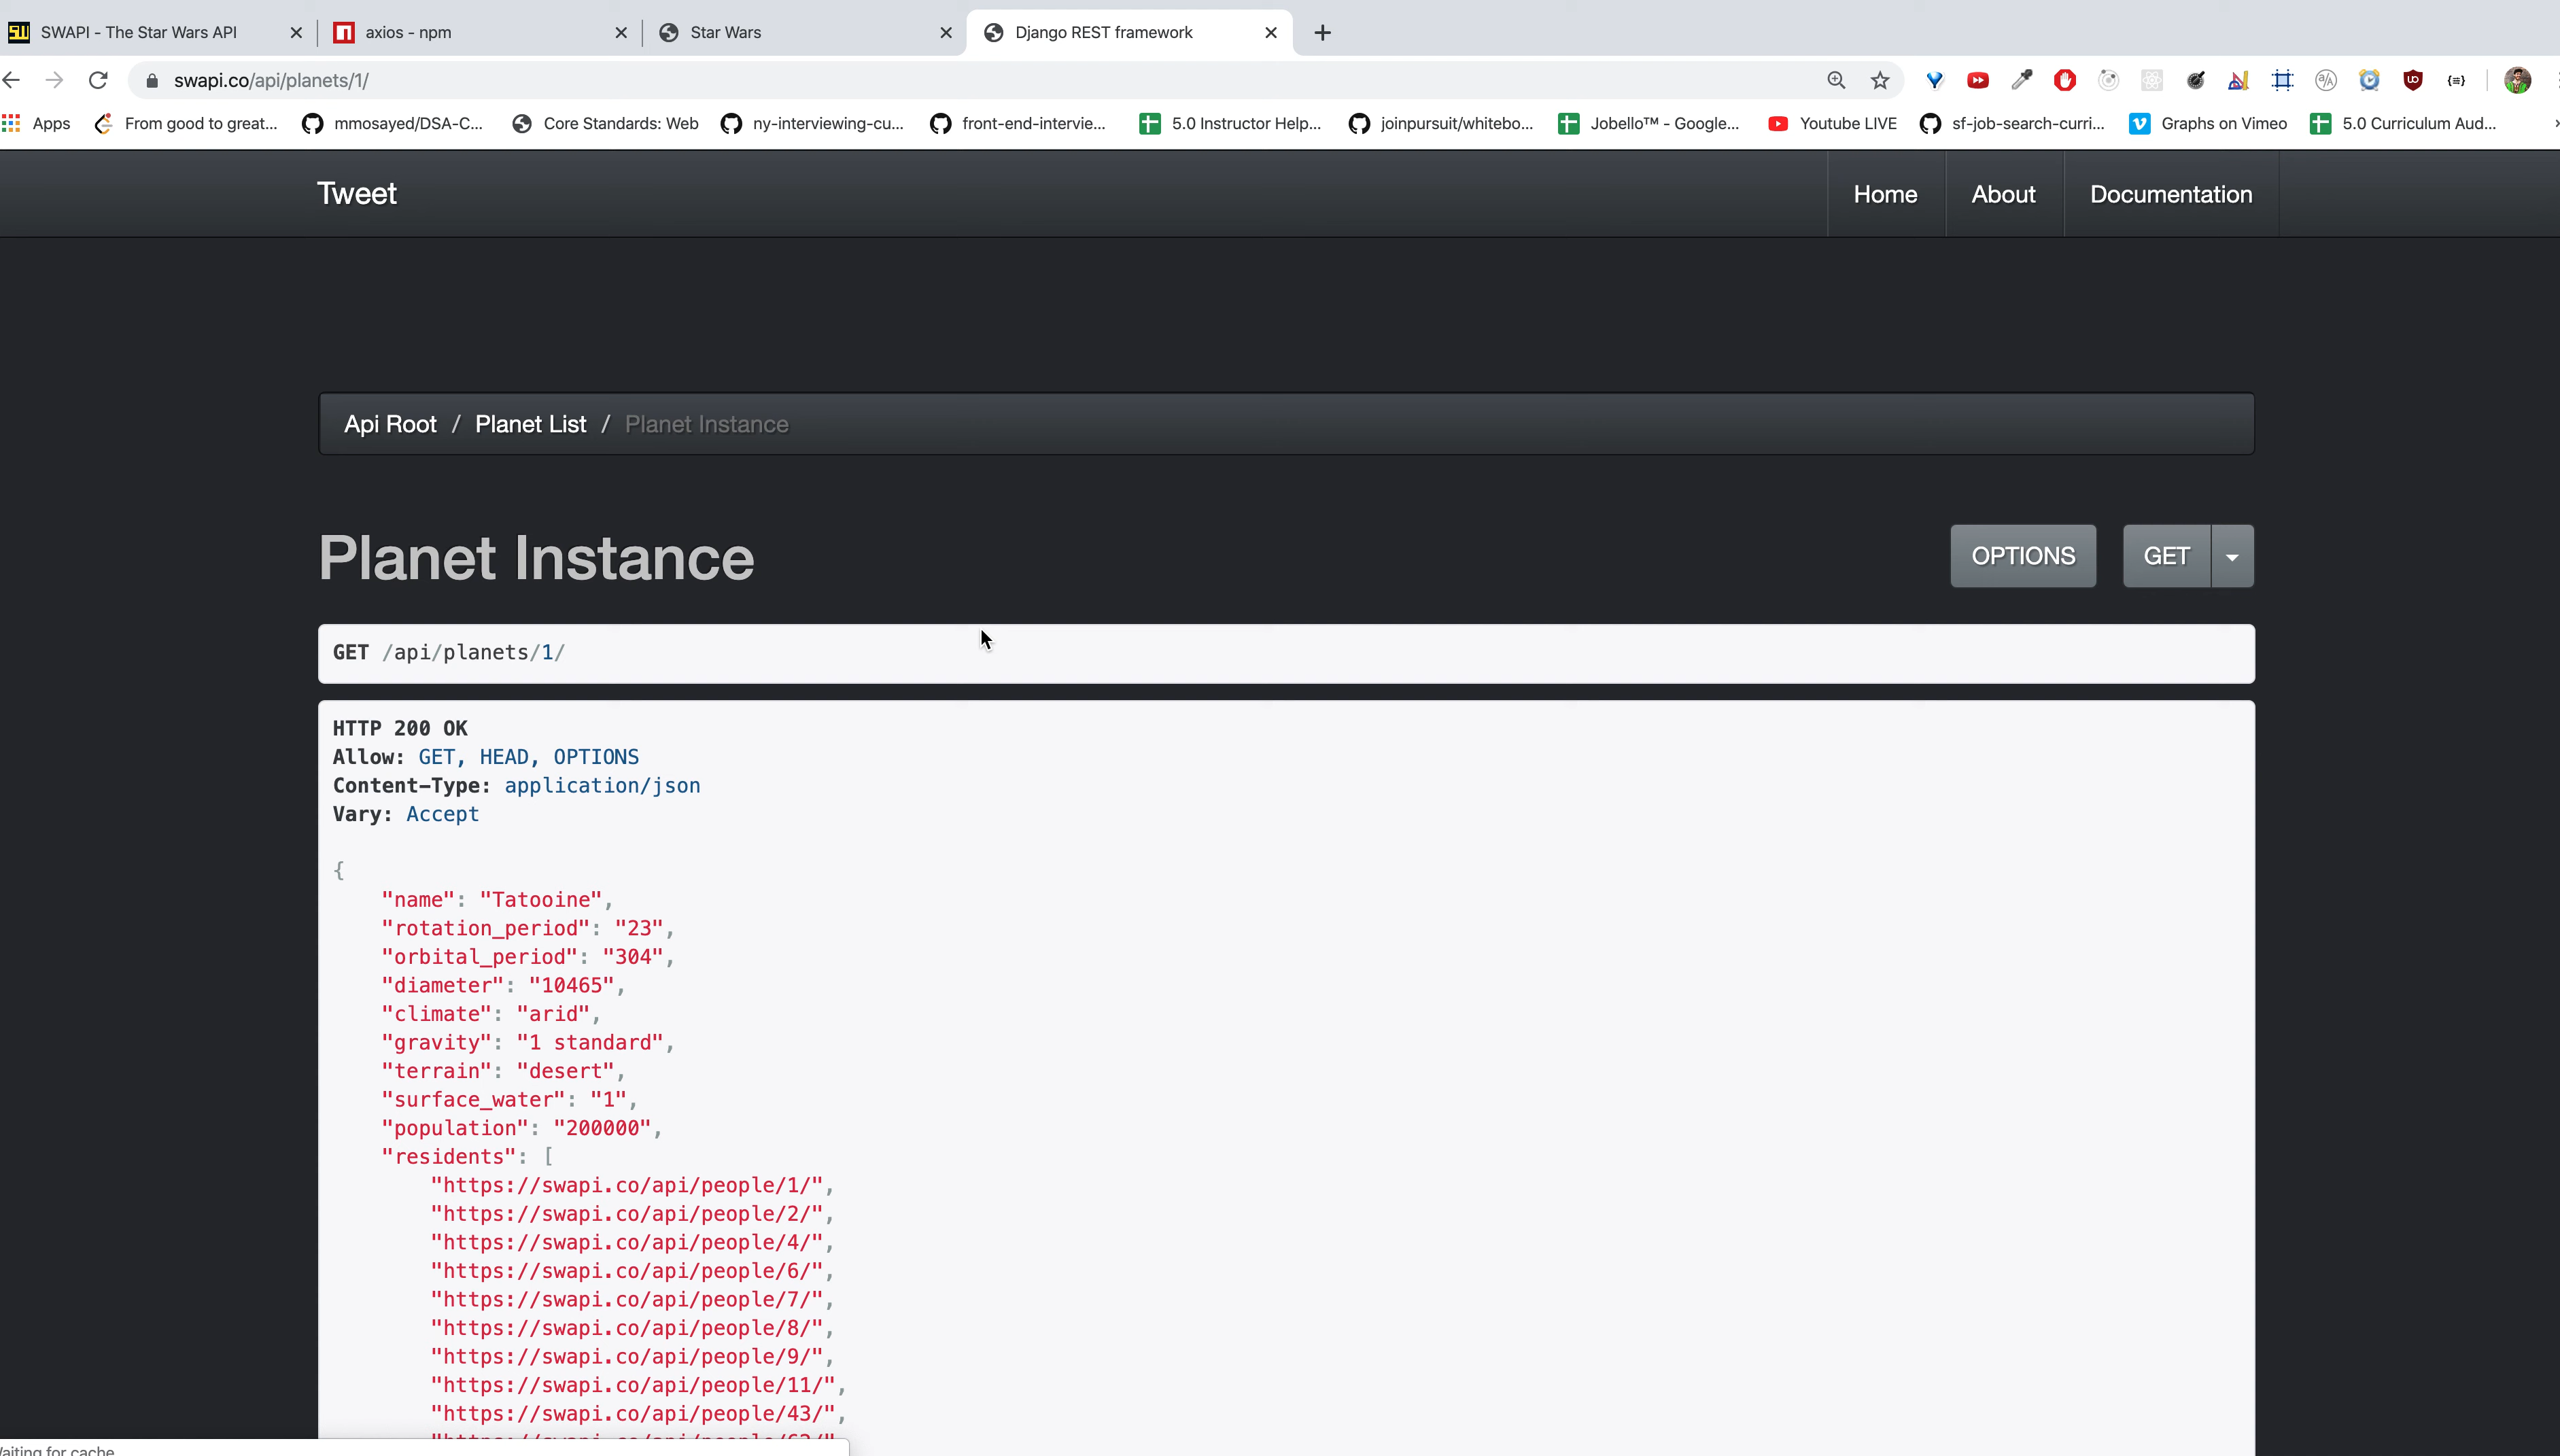 SWAPI - The Star Wars API
axios - npm
Star Wars
Django REST framework
swapi.co/api/planets/1/
Apps
From good to great...
mmosayed/DSA-C...
Core Standards: Web
ny-interviewing-cu...
front-end-intervie...
5.0 Instructor Help...
joinpursuit/whitebo...
Jobello™ - Google...
Youtube LIVE
sf-job-search-curri...
Graphs on Vimeo
5.0 Curriculum Aud...
Tweet
Home
About
Documentation
Api Root / Planet List / Planet Instance
Planet Instance
OPTIONS
GET
GET /api/planets/1/
HTTP 200 OK
Allow: GET, HEAD, OPTIONS
Content-Type: application/json
Vary: Accept
{
"name": "Tatooine",
"rotation_period": "23",
"orbital_period": "304",
"diameter": "10465",
"climate": "arid",
"gravity": "1 standard",
"terrain": "desert",
"surface_water": "1",
"population": "200000",
"residents": [
"https://swapi.co/api/people/1/",
"https://swapi.co/api/people/2/",
"https://swapi.co/api/people/4/",
"https://swapi.co/api/people/6/",
"https://swapi.co/api/people/7/",
"https://swapi.co/api/people/8/",
"https://swapi.co/api/people/9/",
"https://swapi.co/api/people/11/",
"https://swapi.co/api/people/43/",
for cache